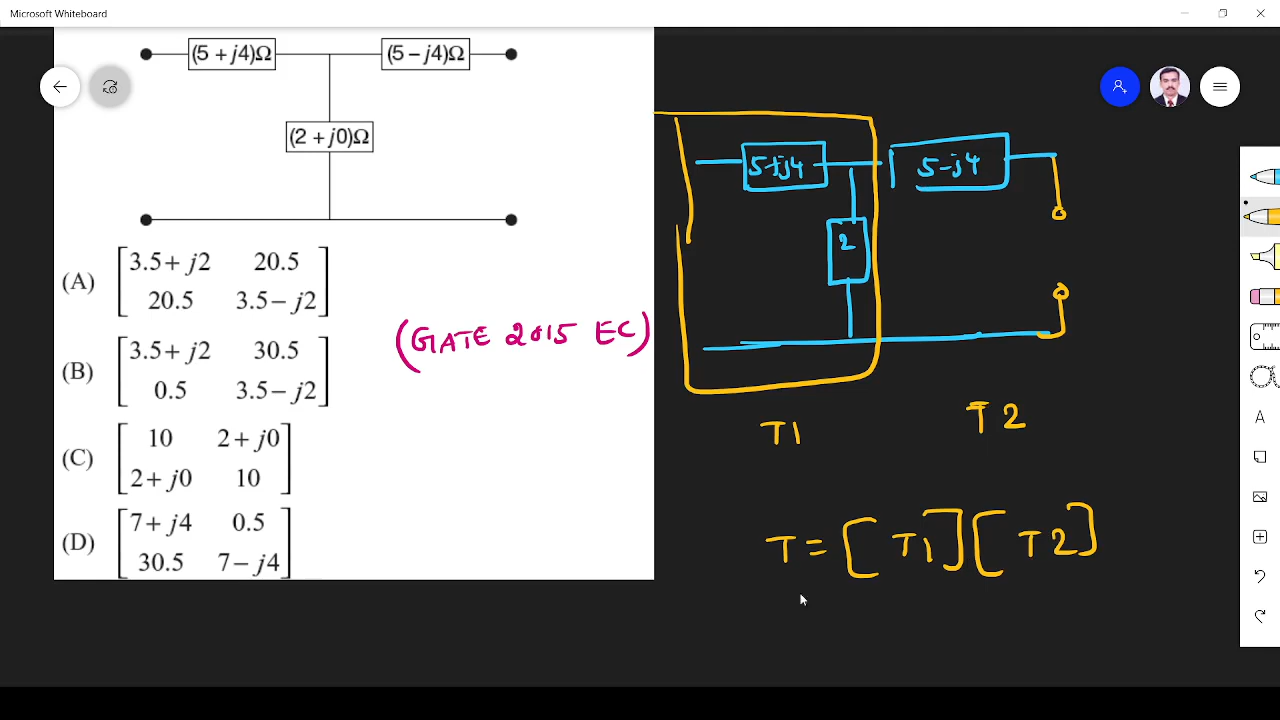 Microsoft Whiteboard
(5 + j4)Ω
(5 – j4)Ω
(2 + j0)Ω
(A) [3.5 + j2 20.5
20.5 3.5 – j2]
(B) [3.5 + j2 30.5
0.5 3.5 – j2]
(C) [10 2 + j0
2 + j0 10]
(D) [7 + j4 0.5
30.5 7 – j4]
(GATE 2015 EC)
5+j4
5-j4
2
T1
T2
T = [T1] [T2]
A